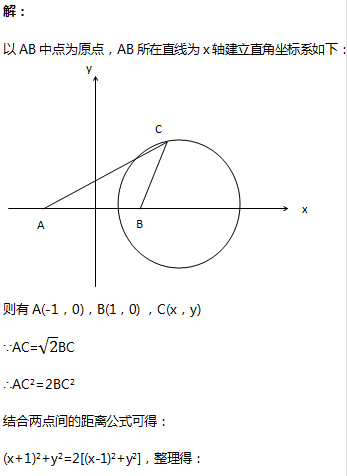 解：
以AB中点为原点，AB所在直线为x轴建立直角坐标系如下：
y
C
A
B
x
则有A(-1，0)，B(1，0) ，C(x，y)
∵AC=√2BC
∴AC²=2BC²
结合两点间的距离公式可得：
(x+1)²+y²=2[(x-1)²+y²]，整理得：